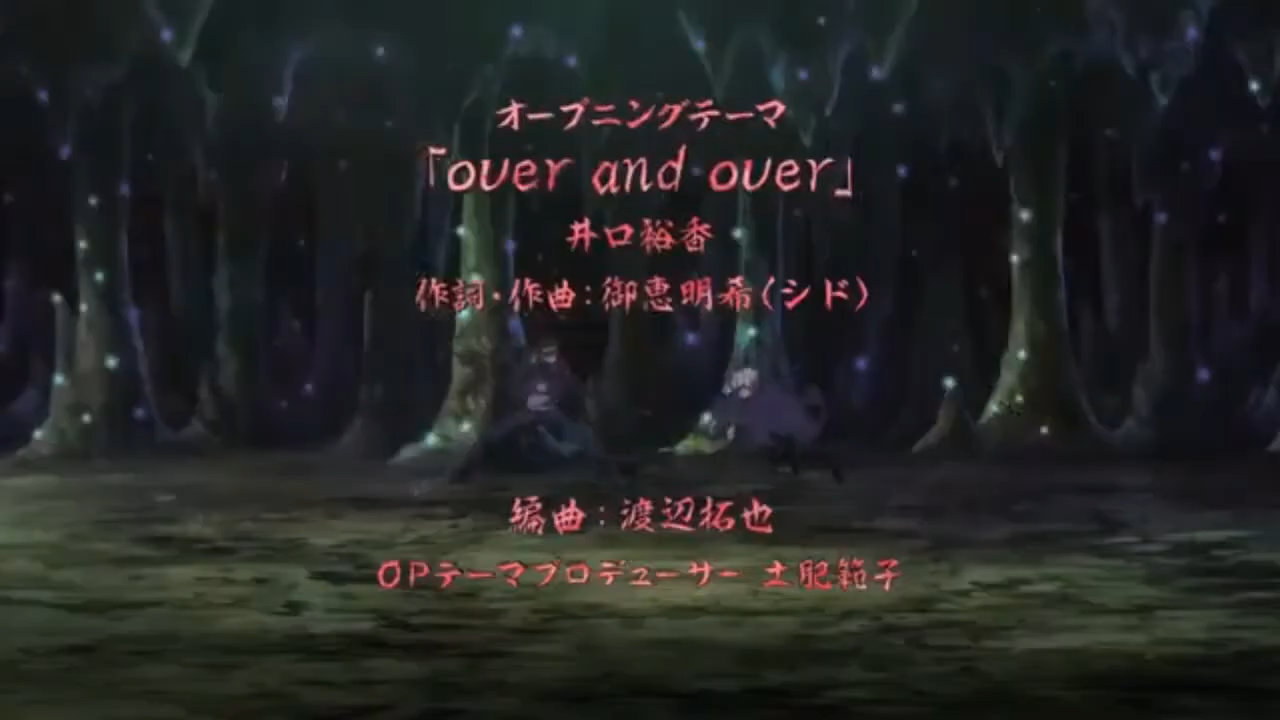 オープニングテーマ
「over and over」
井口裕香
作詞・作曲：御恵明希（シド）
編曲：渡辺拓也
OPテーマプロデューサー 土肥範子